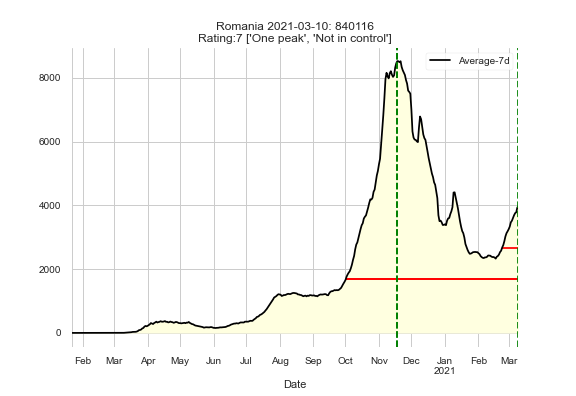 Romania 2021-03-10: 840116
Rating:7 ['One peak', 'Not in control']
Average-7d
8000
6000
4000
2000
0
Feb Mar Apr May Jun Jul Aug Sep Oct Nov Dec Jan Feb Mar
2021
Date